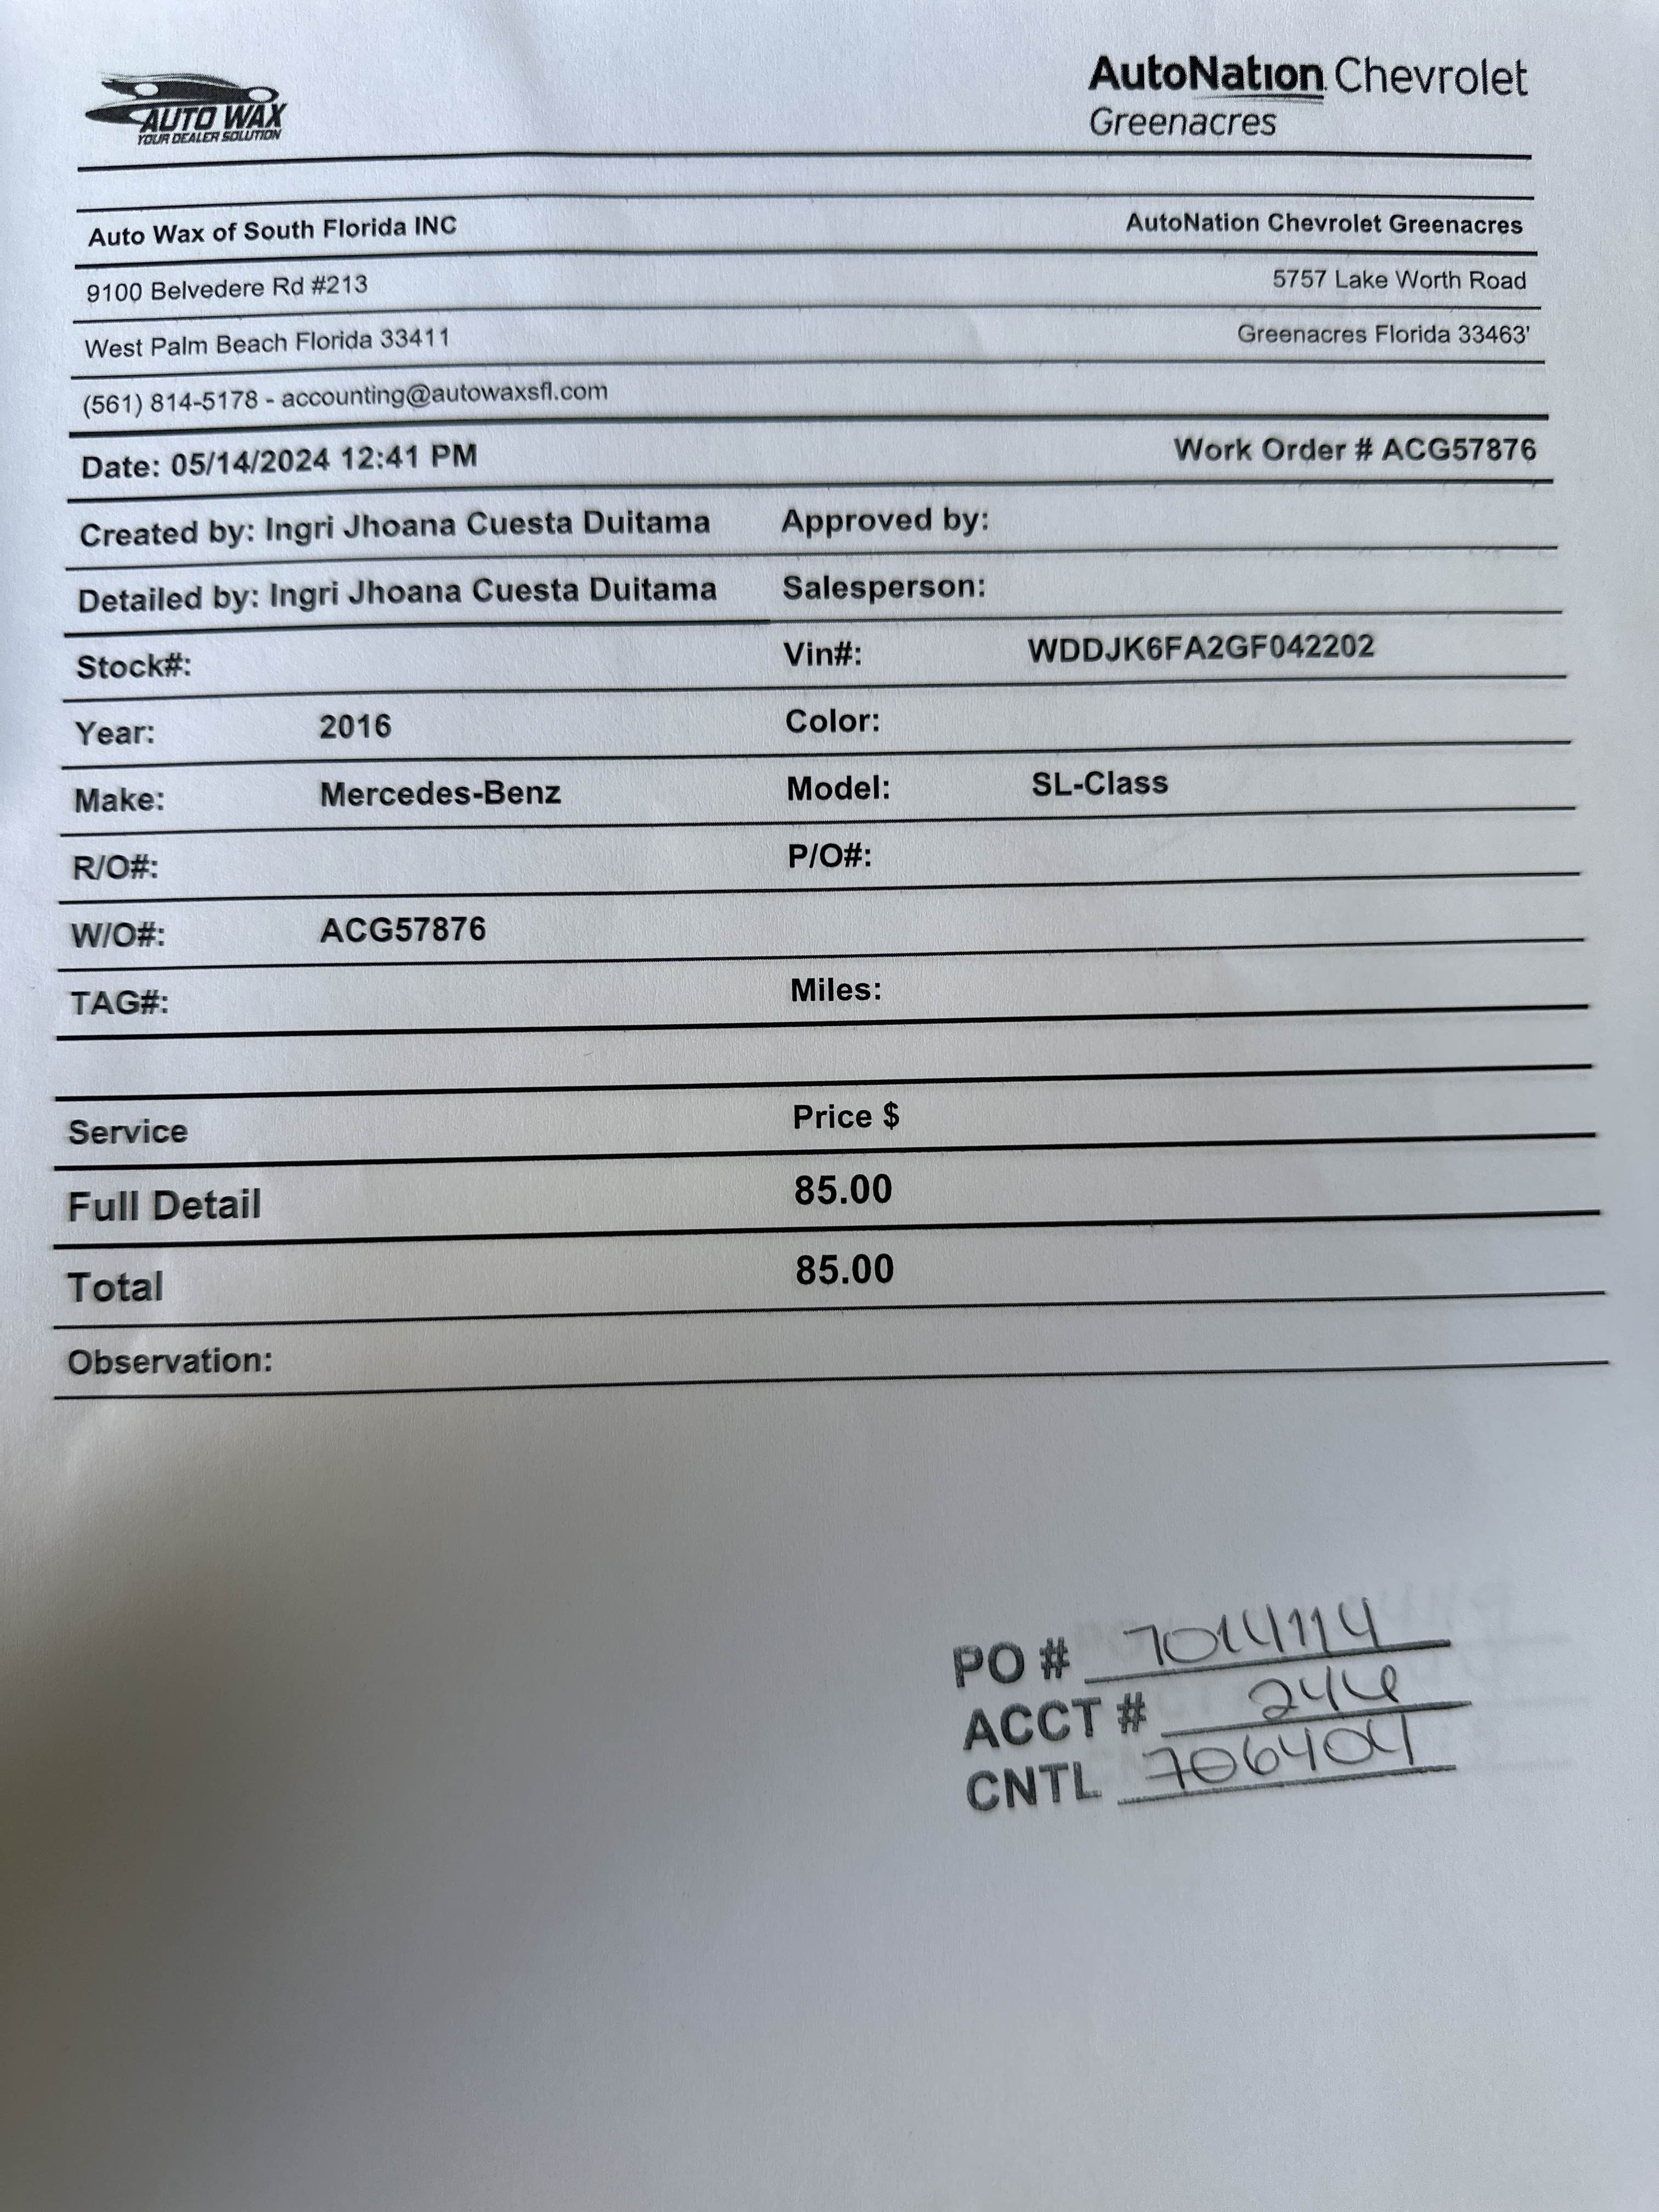 AUTO WAX
YOUR DEALER SOLUTION
AutoNation Chevrolet
Greenacres
Auto Wax of South Florida INC AutoNation Chevrolet Greenacres
9100 Belvedere Rd #213 5757 Lake Worth Road
West Palm Beach Florida 33411 Greenacres Florida 33463'
(561) 814-5178 - accounting@autowaxsfl.com
Date: 05/14/2024 12:41 PM Work Order # ACG57876
Created by: Ingri Jhoana Cuesta Duitama Approved by:
Detailed by: Ingri Jhoana Cuesta Duitama Salesperson:
Stock#: Vin#: WDDJK6FA2GF042202
Year: 2016 Color:
Make: Mercedes-Benz Model: SL-Class
R/O#: P/O#:
W/O#: ACG57876
TAG#: Miles:
Service Price $
Full Detail 85.00
Total 85.00
Observation:
PO # 7014114
ACCT # 244
CNTL 706404